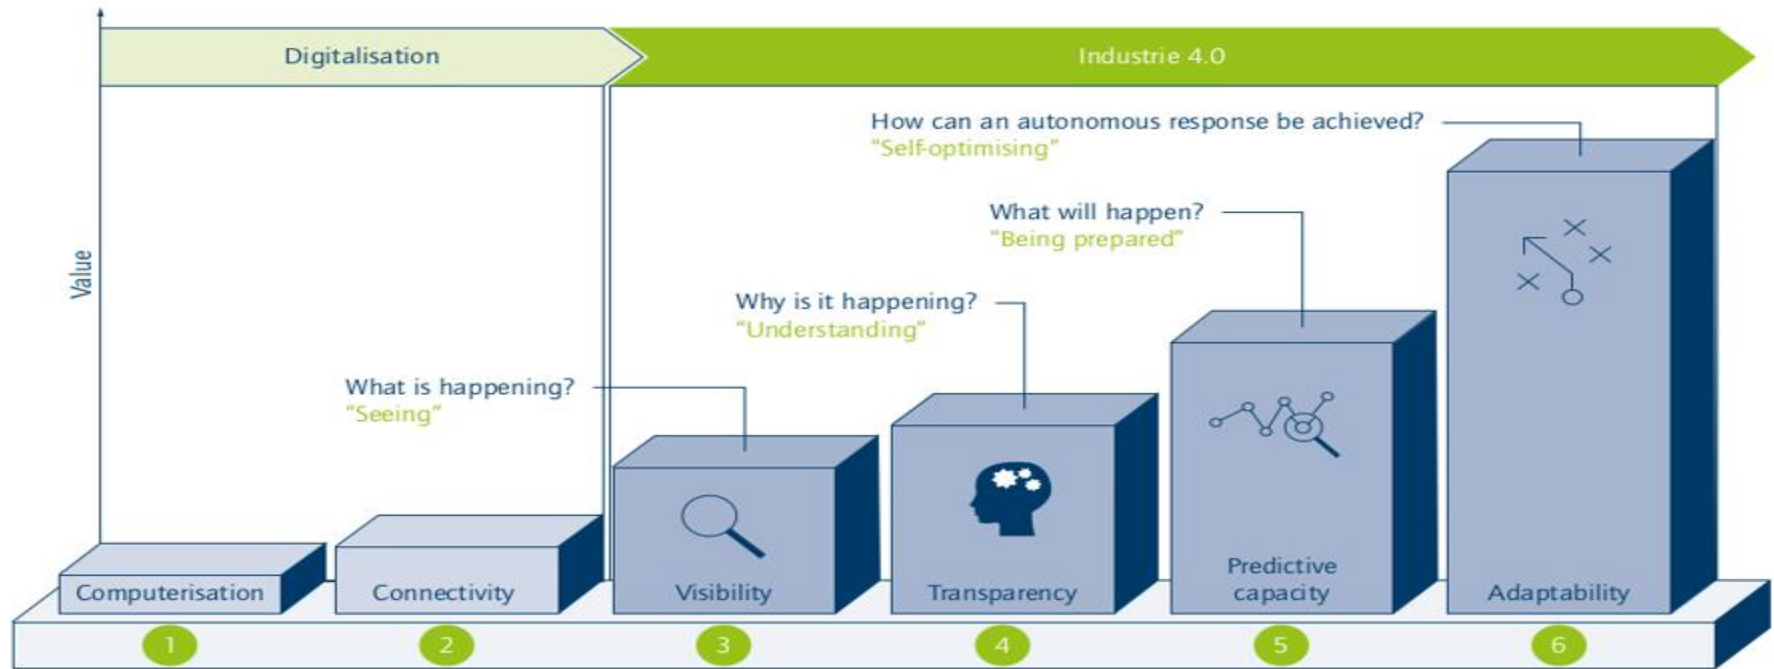 Digitalisation
Industrie 4.0
How can an autonomous response be achieved?
“Self-optimising”
What will happen?
“Being prepared”
Why is it happening?
“Understanding”
What is happening?
“Seeing”
Value
Computerisation
Connectivity
Visibility
Transparency
Predictive
capacity
Adaptability
1
2
3
4
5
6